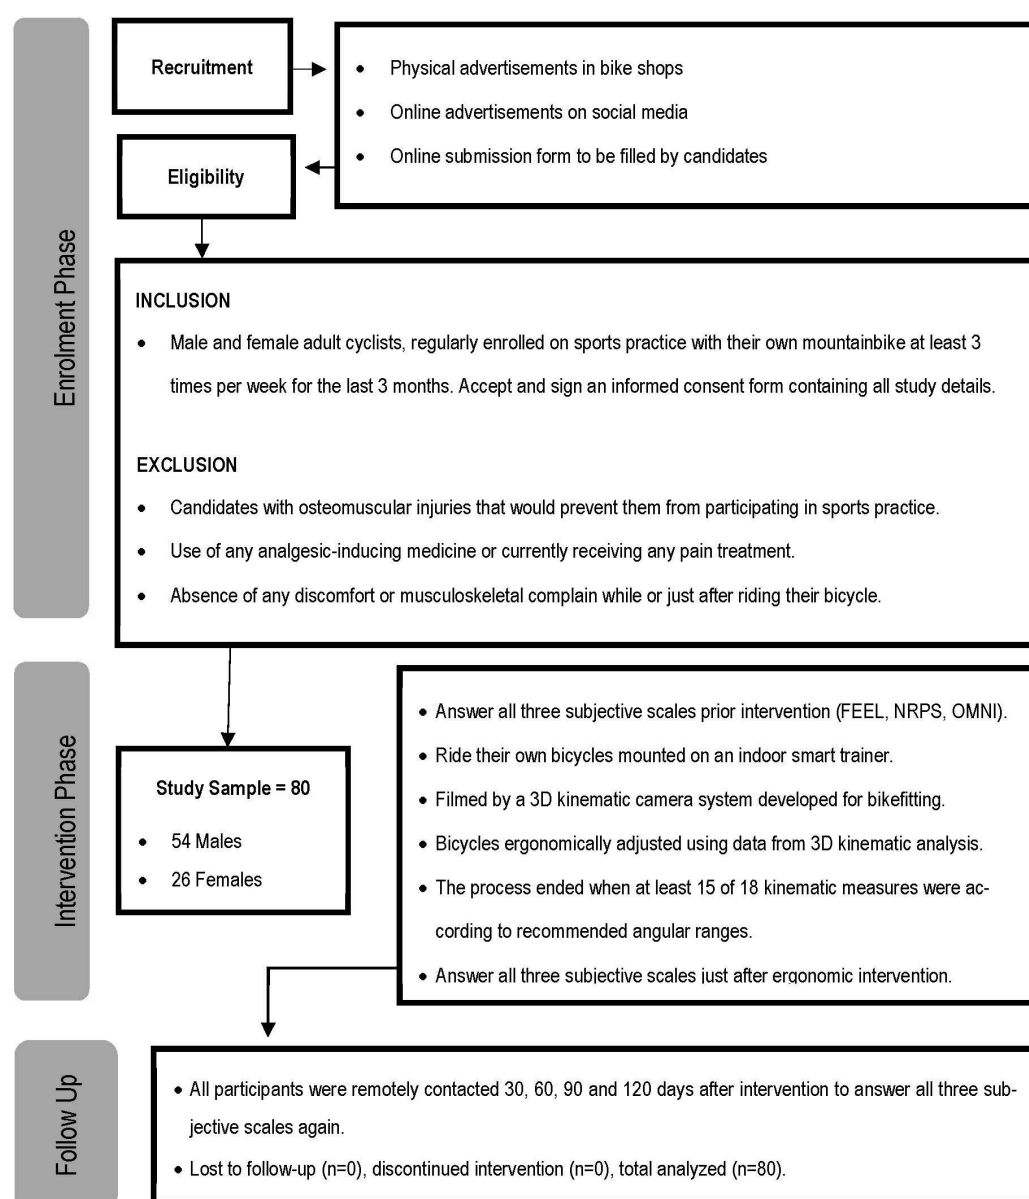 Enrolment Phase
Recruitment
• Physical advertisements in bike shops
• Online advertisements on social media
• Online submission form to be filled by candidates
Eligibility
INCLUSION
• Male and female adult cyclists, regularly enrolled on sports practice with their own mountainbike at least 3
times per week for the last 3 months. Accept and sign an informed consent form containing all study details.
EXCLUSION
• Candidates with osteomuscular injuries that would prevent them from participating in sports practice.
• Use of any analgesic-inducing medicine or currently receiving any pain treatment.
• Absence of any discomfort or musculoskeletal complain while or just after riding their bicycle.
Intervention Phase
Study Sample = 80
• 54 Males
• 26 Females
• Answer all three subjective scales prior intervention (FEEL, NRPS, OMNI).
• Ride their own bicycles mounted on an indoor smart trainer.
• Filmed by a 3D kinematic camera system developed for bikefitting.
• Bicycles ergonomically adjusted using data from 3D kinematic analysis.
• The process ended when at least 15 of 18 kinematic measures were ac-
cording to recommended angular ranges.
• Answer all three subjective scales just after ergonomic intervention.
Follow Up
• All participants were remotely contacted 30, 60, 90 and 120 days after intervention to answer all three sub-
jective scales again.
• Lost to follow-up (n=0), discontinued intervention (n=0), total analyzed (n=80).